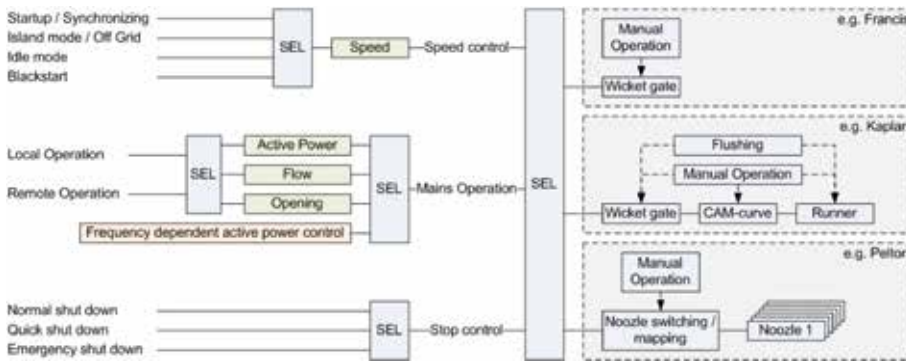 Startup / Synchronizing
Island mode / Off Grid
Idle mode
Blackstart
SEL
Speed
Speed control
Local Operation
Remote Operation
SEL
Active Power
Flow
Opening
Frequency dependent active power control
SEL
Mains Operation
Normal shut down
Quick shut down
Emergency shut down
SEL
Stop control
SEL
e.g. Francis
Manual
Operation
Wicket gate
e.g. Kaplan
Flushing
Manual Operation
Wicket gate
CAM-curve
Runner
e.g. Pelton
Manual
Operation
Noozle switching /
mapping
Noozle 1